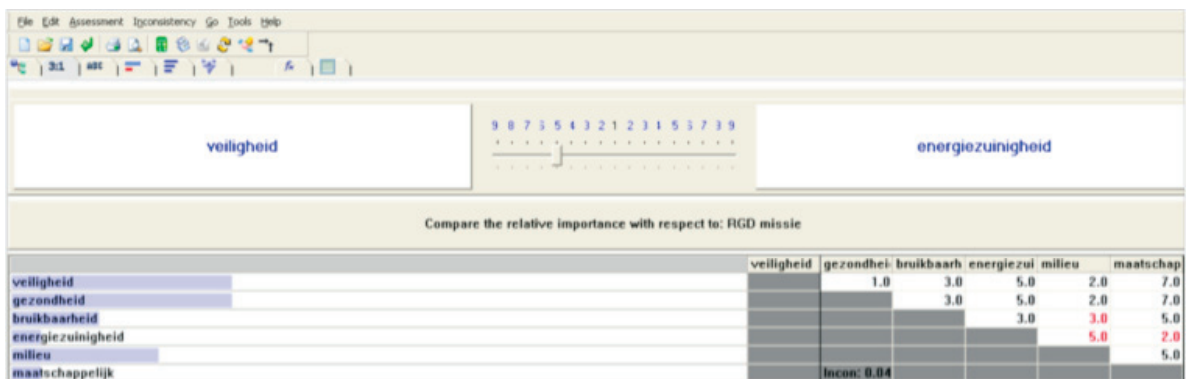 File Edit Assessment Inconsistency Go Tools Help
3:1 ABC
9 8 7 6 5 4 3 2 1 2 3 4 5 6 7 8 9
veiligheid energiezuinigheid
Compare the relative importance with respect to: RGD missie
veiligheid gezondhei bruikbaarh energiezui milieu maatschap
veiligheid 1.0 3.0 5.0 2.0 7.0
gezondheid 3.0 5.0 2.0 7.0
bruikbaarheid 3.0 3.0 5.0
energiezuinigheid 5.0 2.0
milieu 5.0
maatschappelijk Incon: 0.04